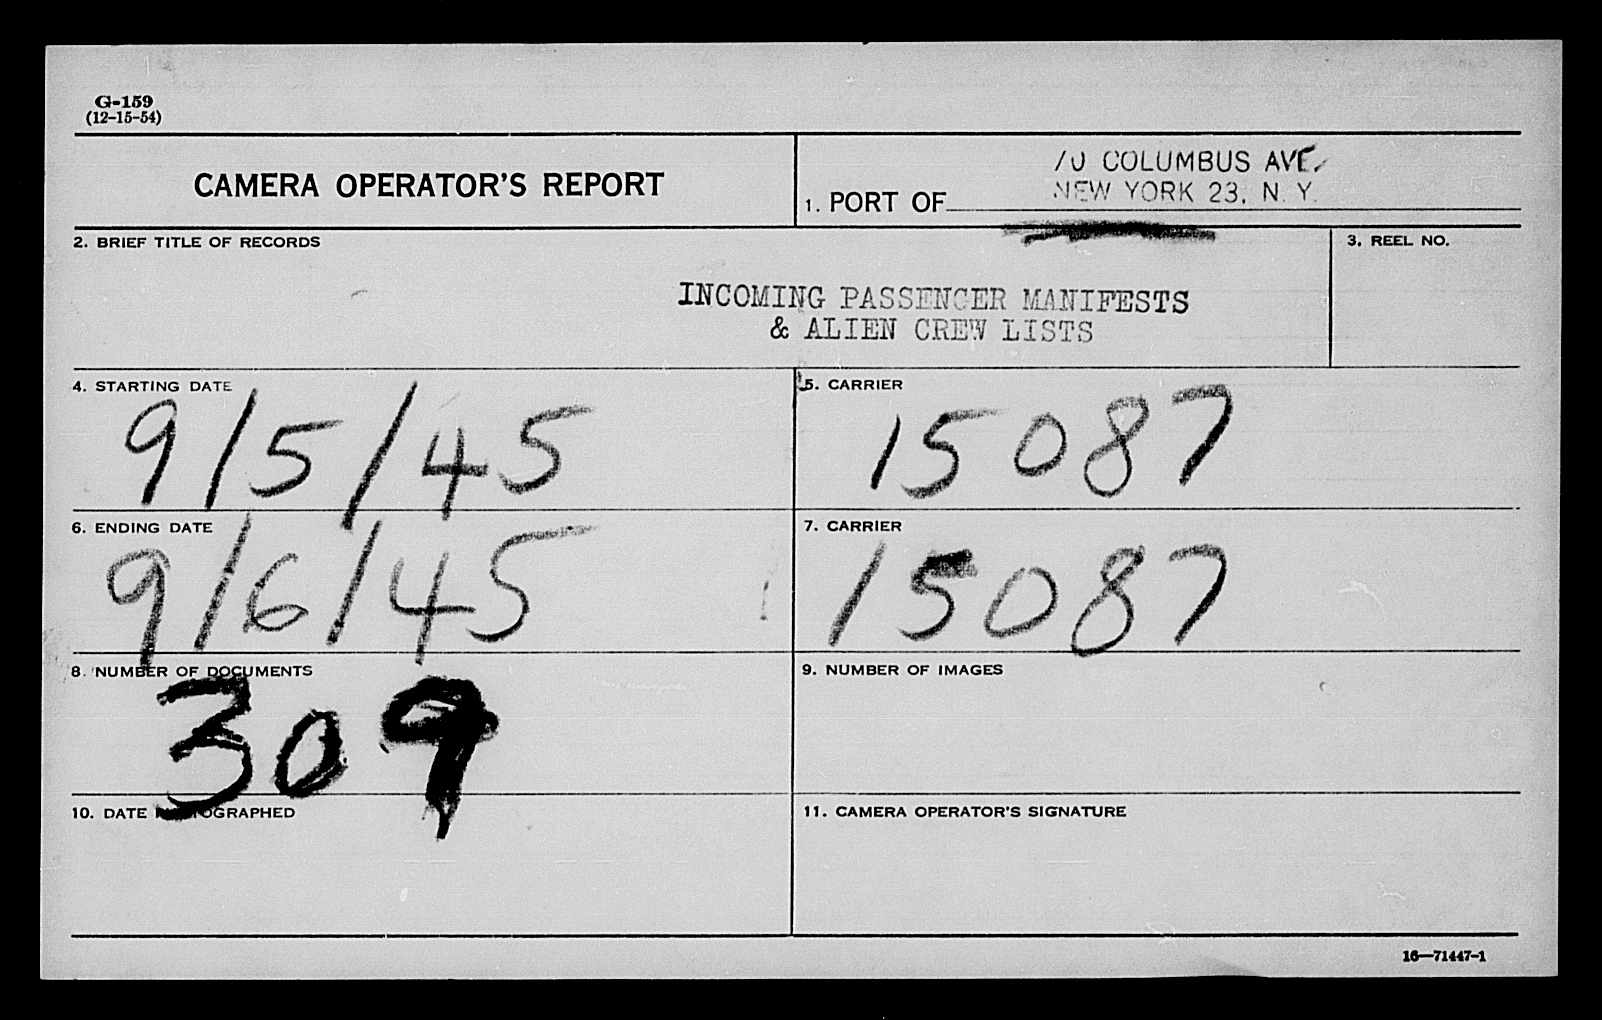 G-159
(12-15-54)
CAMERA OPERATOR'S REPORT
70 COLUMBUS AVE.
1. PORT OF NEW YORK 23, N. Y.
2. BRIEF TITLE OF RECORDS
3. REEL NO.
INCOMING PASSENGER MANIFESTS
& ALIEN CREW LISTS
4. STARTING DATE
9/5/45
5. CARRIER
15087
6. ENDING DATE
9/6/45
7. CARRIER
15087
8. NUMBER OF DOCUMENTS
309
9. NUMBER OF IMAGES
10. DATE PHOTOGRAPHED
11. CAMERA OPERATOR'S SIGNATURE
16—71447-1